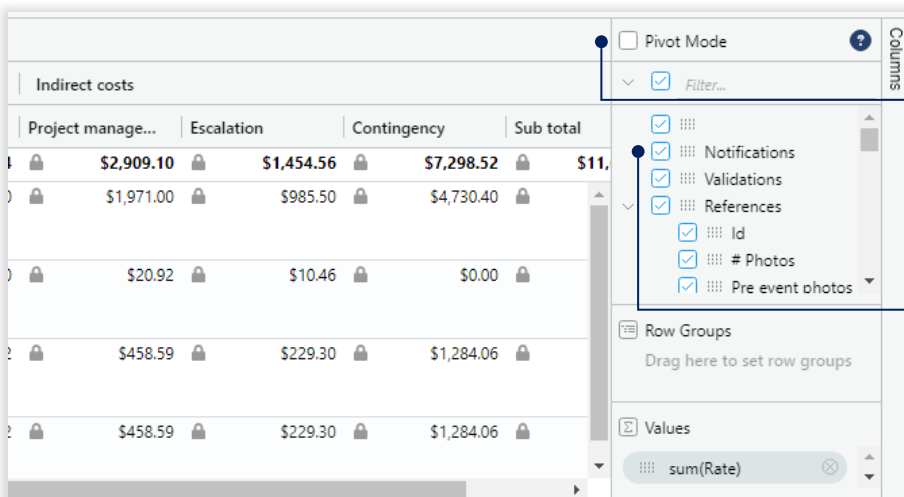 Pivot Mode ?
Columns
Indirect costs
Filter...
Project manage... Escalation Contingency Sub total
Notifications
$2,909.10 $1,454.56 $7,298.52 $11,
Validations
$1,971.00 $985.50 $4,730.40
References
Id
# Photos
$20.92 $10.46 $0.00
Pre event photos
Row Groups
$458.59 $229.30 $1,284.06
Drag here to set row groups
Values
$458.59 $229.30 $1,284.06
sum(Rate)